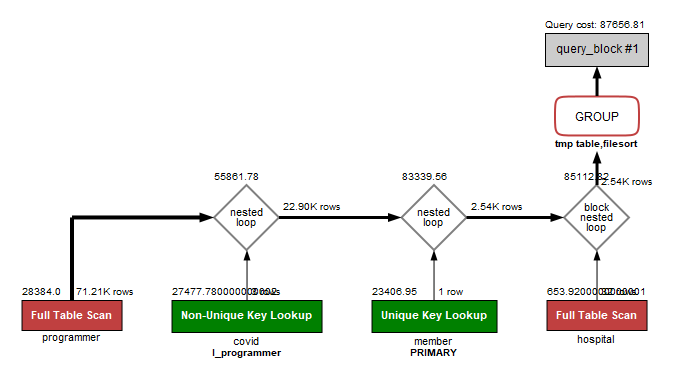 Query cost: 87656.81
query_block #1
GROUP
tmp table,filesort
55861.78
83339.56
85112.82
2.54K rows
nested
loop
22.90K rows
nested
loop
2.54K rows
block
nested
loop
28384.0
71.21K rows
27477.780000000002
3 rows
23406.95
1 row
Full Table Scan
Non-Unique Key Lookup
Unique Key Lookup
Full Table Scan
programmer
covid
I_programmer
member
PRIMARY
hospital